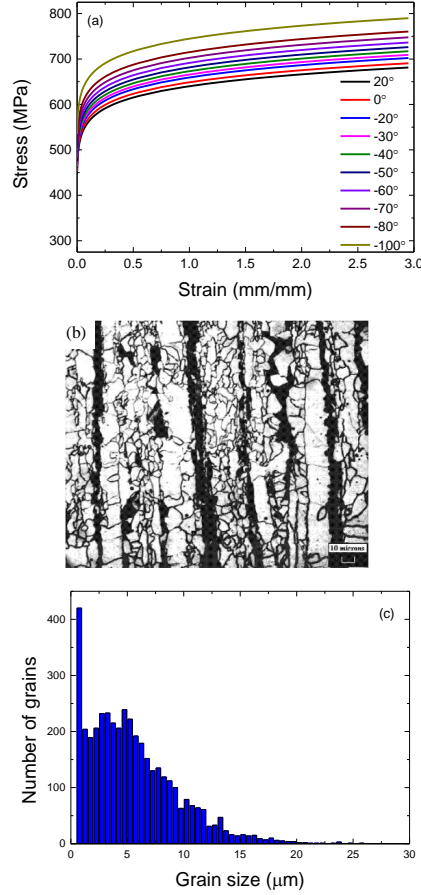 (a)
800
700
600
500
400
300
Stress (MPa)
20°
0°
-20°
-30°
-40°
-50°
-60°
-70°
-80°
-100°
0.0 0.5 1.0 1.5 2.0 2.5 3.0
Strain (mm/mm)
(b)
10 microns
(c)
400
300
200
100
0
Number of grains
0 5 10 15 20 25 30
Grain size (μm)